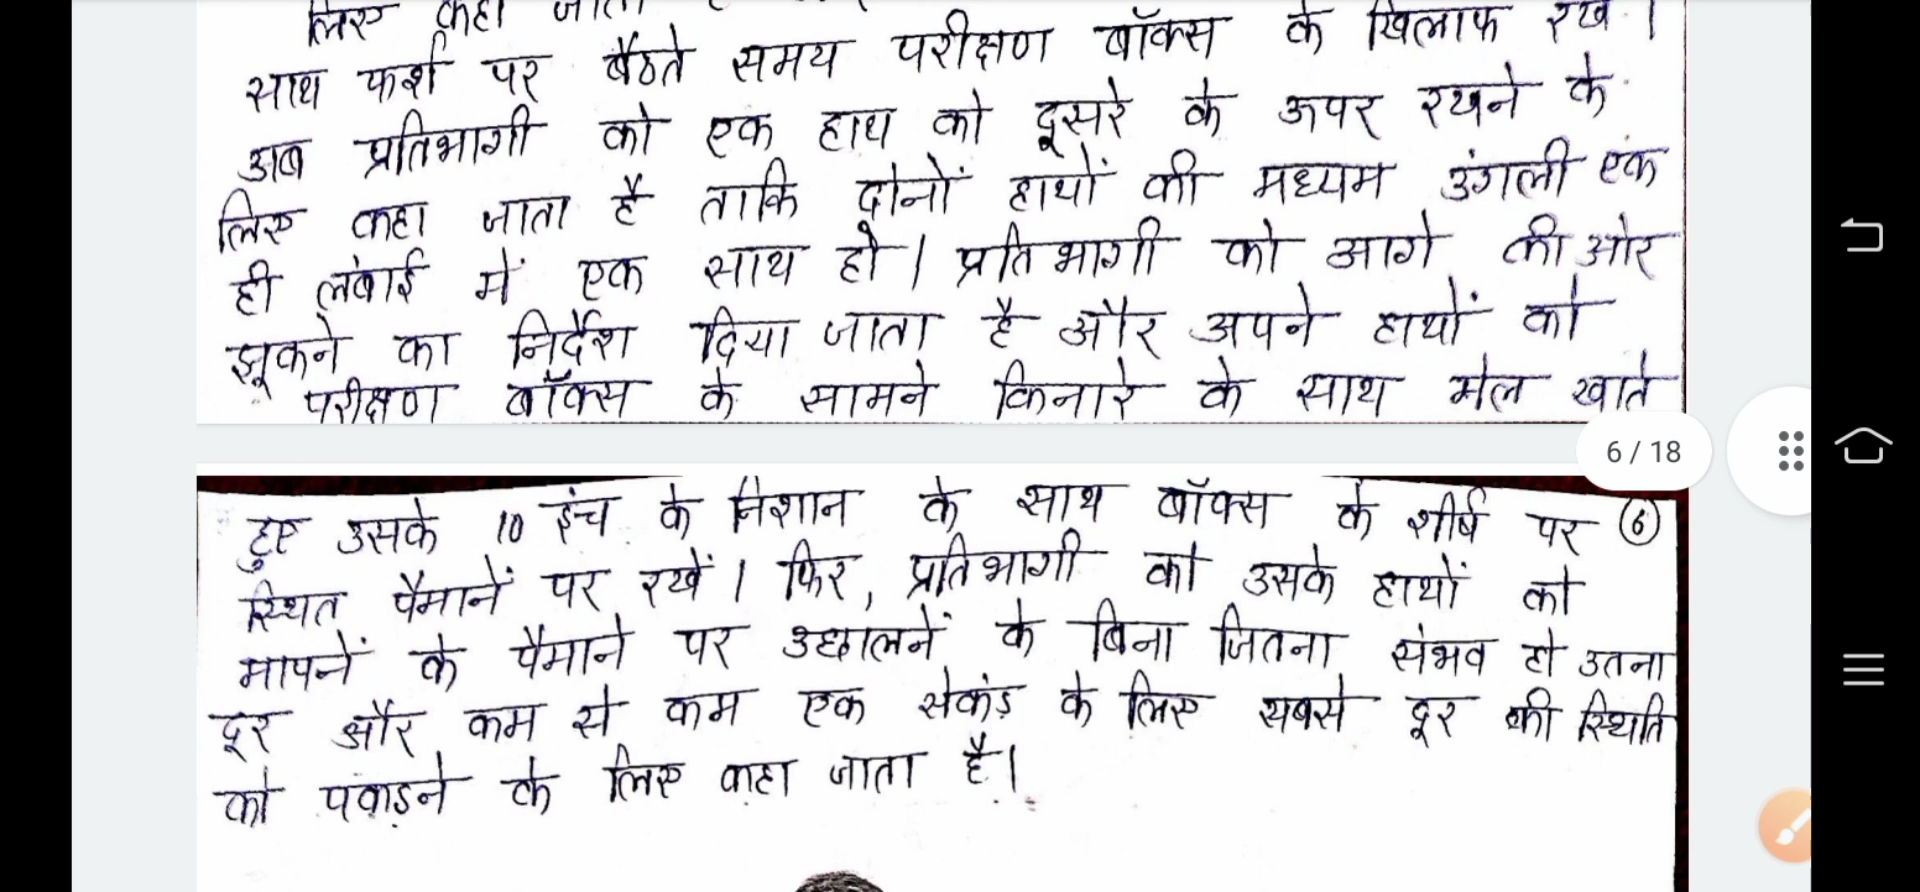 लिए कहा जाता
साथ फर्श पर बैठते समय परीक्षण बॉक्स के खिलाफ रखे ।
अब प्रतिभागी को एक हाथ को दूसरे के ऊपर रखने के
लिए कहा जाता है ताकि दोनों हाथों की मध्यम उंगली एक
ही लंबाई में एक साथ हो । प्रतिभागी को आगे की ओर
झूकने का निर्देश दिया जाता है और अपने हाथों को
परीक्षण बॉक्स के सामने किनारे के साथ मेल खाते
6 / 18
हुए उसके 10 इंच के निशान के साथ बॉक्स के शीर्ष पर 6
स्थित पैमानें पर रखें । फिर, प्रतिभागी को उसके हाथों को
मापनें के पैमाने पर उछालनें के बिना जितना संभव हो उतना
दूर और कम से कम एक सेकंड़ के लिए सबसे दूर की स्थिति
को पकड़ने के लिए कहा जाता है।